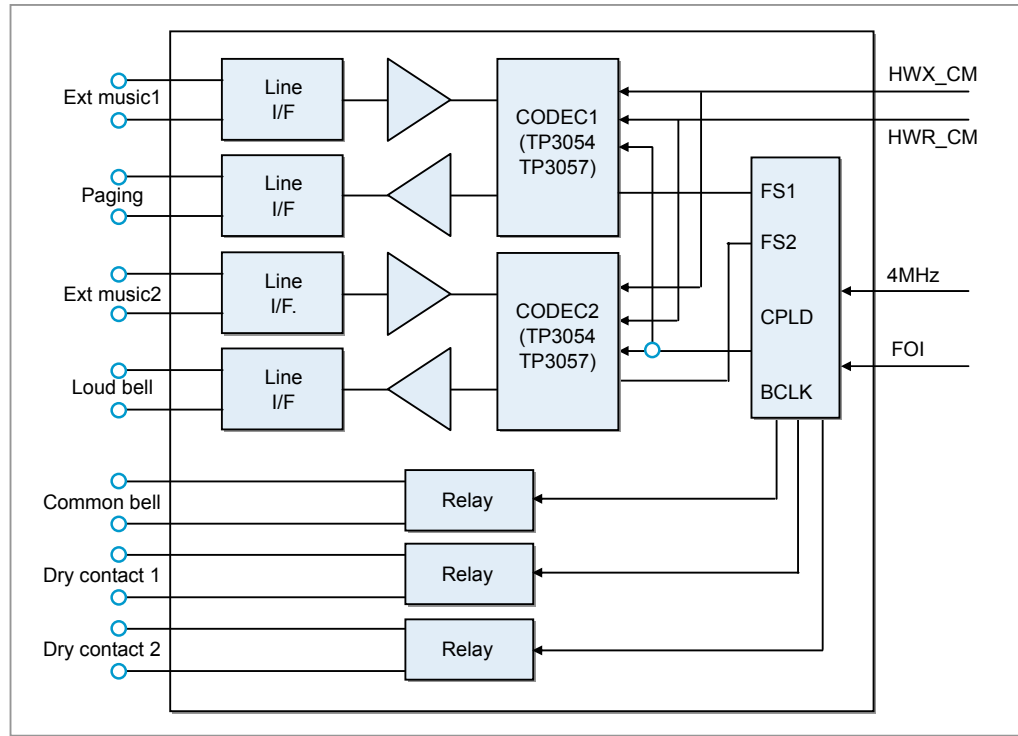 Ext music1
Line
I/F
CODEC1
(TP3054
TP3057)
HWX_CM
HWR_CM
Paging
Line
I/F
FS1
FS2
CPLD
BCLK
4MHz
FOI
Ext music2
Line
I/F.
CODEC2
(TP3054
TP3057)
Loud bell
Line
I/F
Common bell
Relay
Dry contact 1
Relay
Dry contact 2
Relay